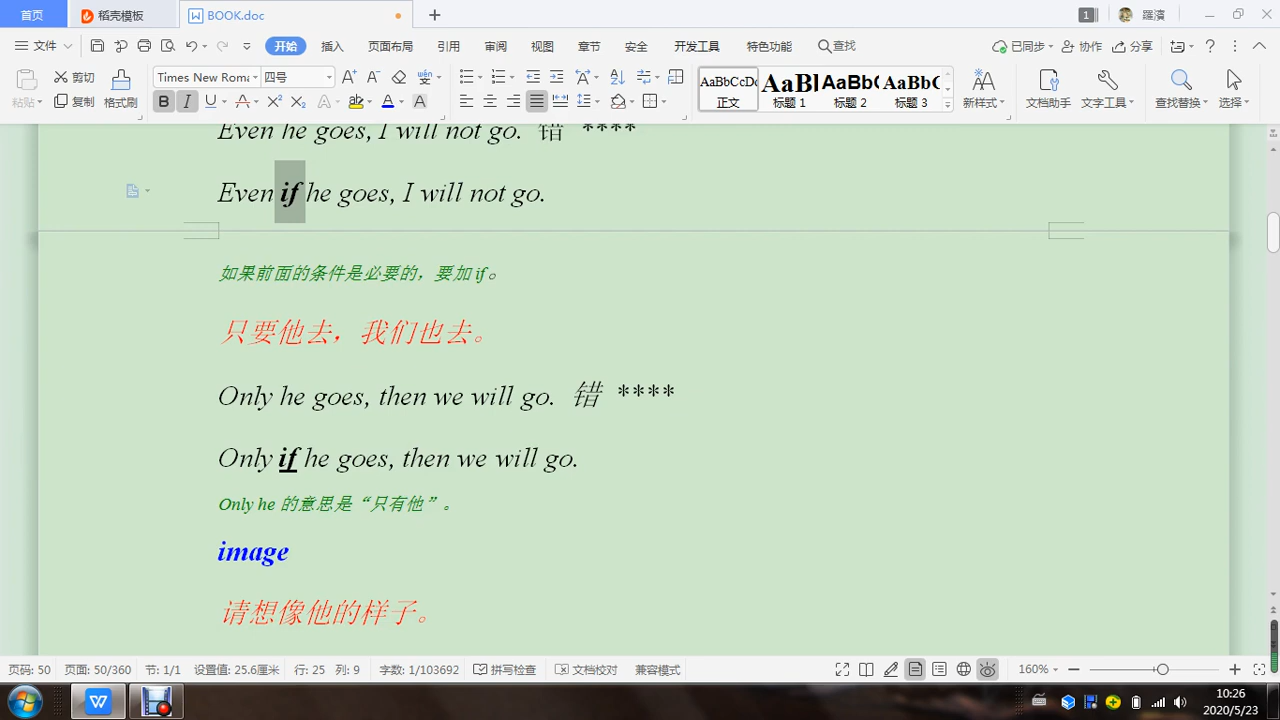 首页 稻壳模板 BOOK.doc 1 羅演
文件 开始 插入 页面布局 引用 审阅 视图 章节 安全 开发工具 特色功能 查找 已同步 协作 分享
粘贴 剪切 复制 格式刷 Times New Roma 四号 AaBbCcDd 正文 AaBl 标题 1 AaBb( 标题 2 AaBb( 标题 3 新样式 文档助手 文字工具 查找替换 选择
Even he goes, I will not go. 错 ****
Even if he goes, I will not go.
如果前面的条件是必要的，要加 if。
只要他去，我们也去。
Only he goes, then we will go. 错 ****
Only if he goes, then we will go.
Only he 的意思是“只有他”。
image
请想像他的样子。
页码: 50 页面: 50/360 节: 1/1 设置值: 25.6厘米 行: 25 列: 9 字数: 1/103692 拼写检查 文档校对 兼容模式 160%
10:26
2020/5/23